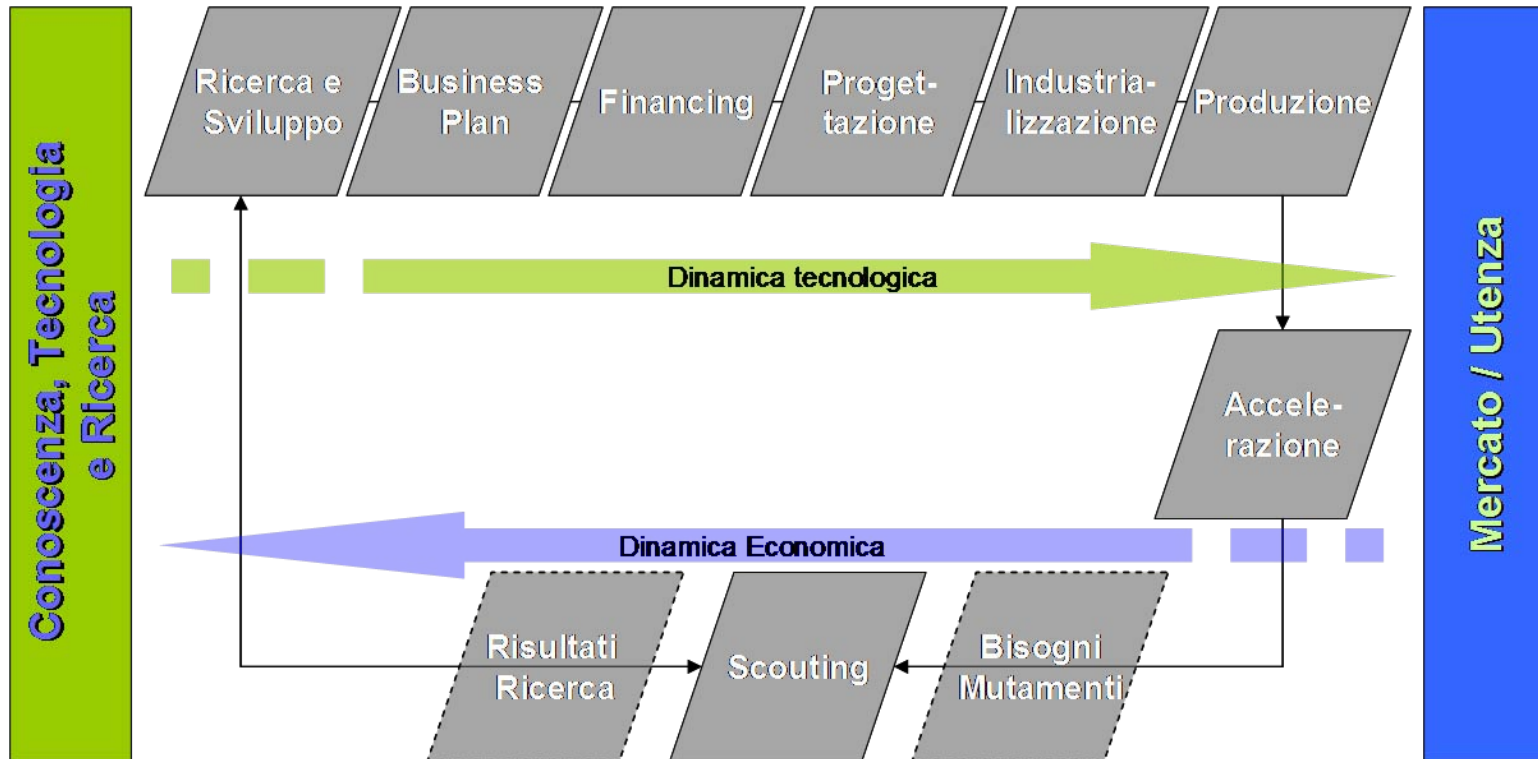 Conoscenza, Tecnologia
e Ricerca
Ricerca e
Sviluppo
Business
Plan
Financing
Proget-
tazione
Industria-
lizzazione
Produzione
Dinamica tecnologica
Accele-
razione
Dinamica Economica
Risultati
Ricerca
Scouting
Bisogni
Mutamenti
Mercato / Utenza